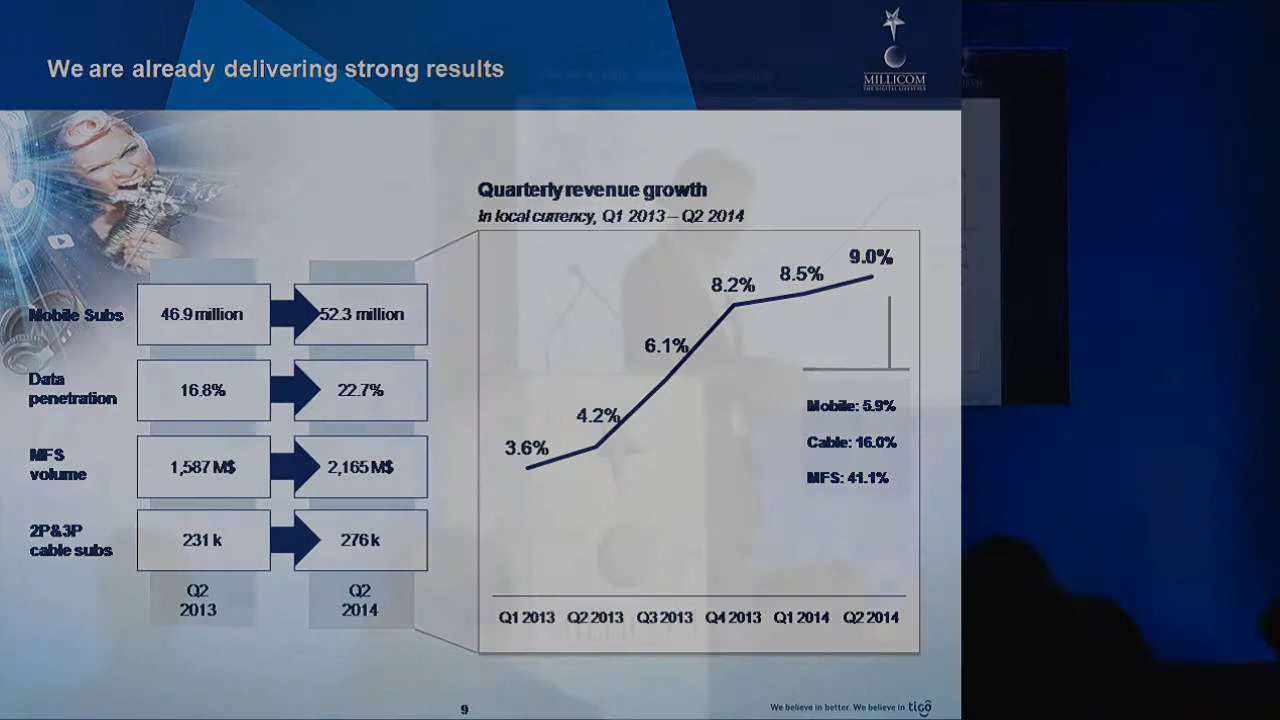 We are already delivering strong results
MILLICOM
THE DIGITAL LIFESTYLE
Quarterly revenue growth
In local currency, Q1 2013 – Q2 2014
Mobile Subs
46.9 million
52.3 million
Data
penetration
16.8%
22.7%
MFS
volume
1,587 M$
2,165 M$
2P&3P
cable subs
231 k
276 k
Q2
2013
Q2
2014
3.6%
4.2%
6.1%
8.2%
8.5%
9.0%
Mobile: 5.9%
Cable: 16.0%
MFS: 41.1%
Q1 2013 Q2 2013 Q3 2013 Q4 2013 Q1 2014 Q2 2014
9
We believe in better. We believe in tigo